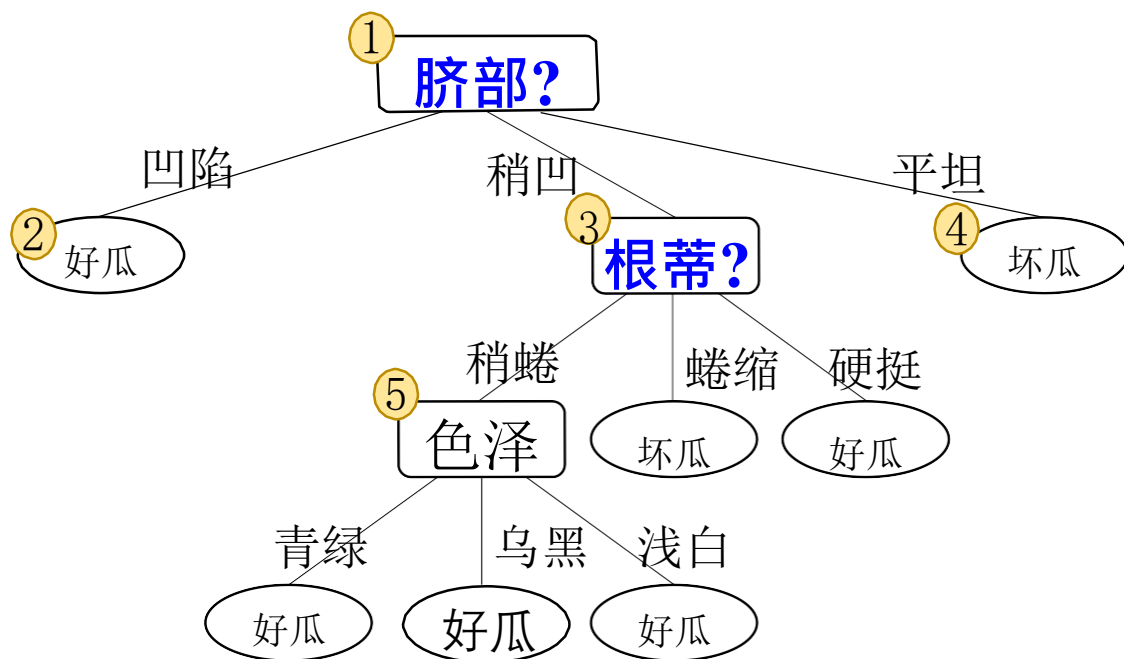 1
脐部?
凹陷
稍凹
平坦
2
好瓜
3
根蒂?
4
坏瓜
稍蜷
蜷缩
硬挺
5
色泽
坏瓜
好瓜
青绿
乌黑
浅白
好瓜
好瓜
好瓜